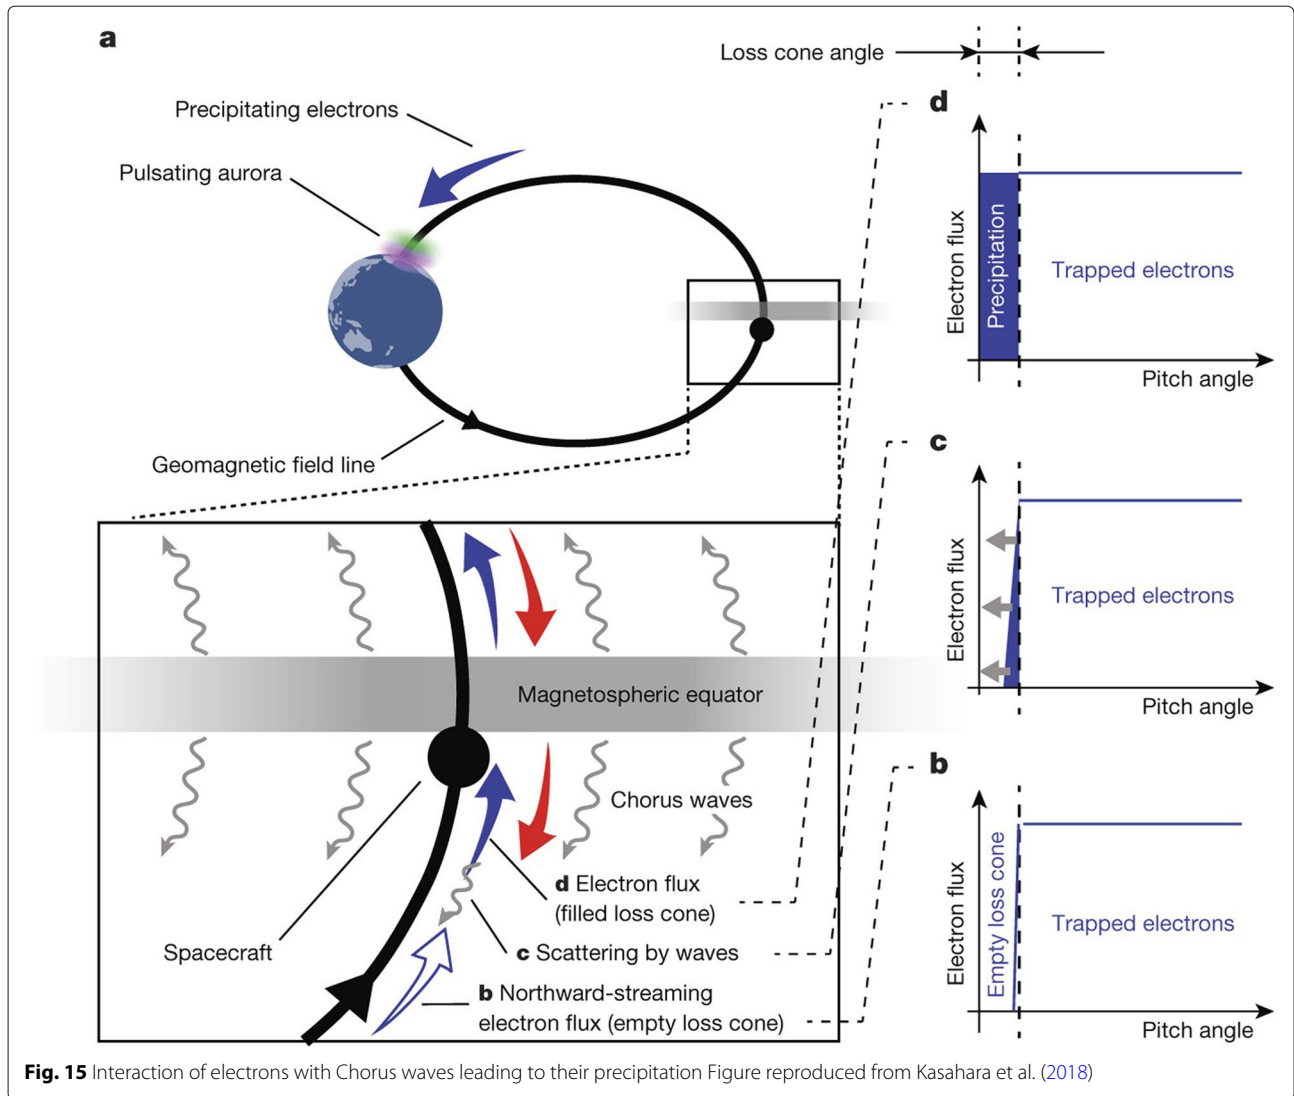 a
Precipitating electrons
Pulsating aurora
Geomagnetic field line
Magnetospheric equator
Chorus waves
d Electron flux
(filled loss cone)
Spacecraft
c Scattering by waves
b Northward-streaming
electron flux (empty loss cone)
Loss cone angle
d
Electron flux
Precipitation
Trapped electrons
Pitch angle
c
Electron flux
Trapped electrons
Pitch angle
b
Electron flux
Empty loss cone
Trapped electrons
Pitch angle
Fig. 15 Interaction of electrons with Chorus waves leading to their precipitation Figure reproduced from Kasahara et al. (2018)